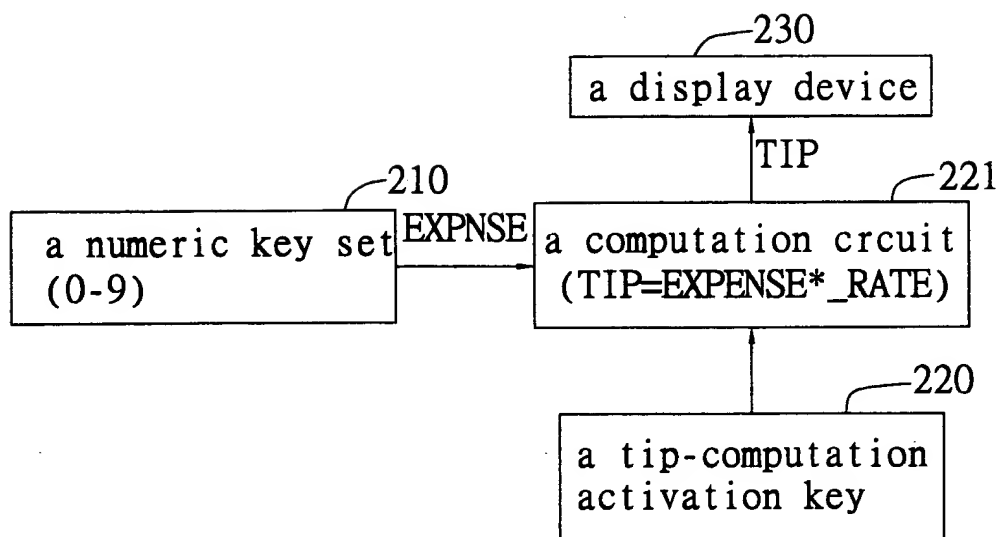 230
a display device
TIP
221
210
EXPNSE
a numeric key set
(0-9)
a computation crcuit
(TIP=EXPENSE*_RATE)
220
a tip-computation
activation key